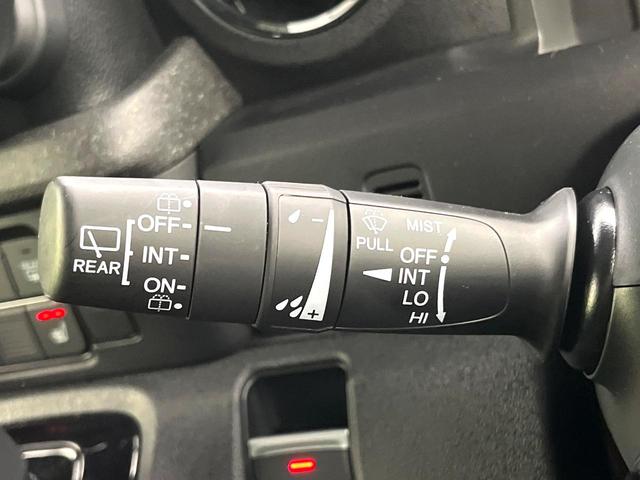 REAR
OFF
INT
ON
−
+
PULL
MIST
OFF
INT
LO
HI